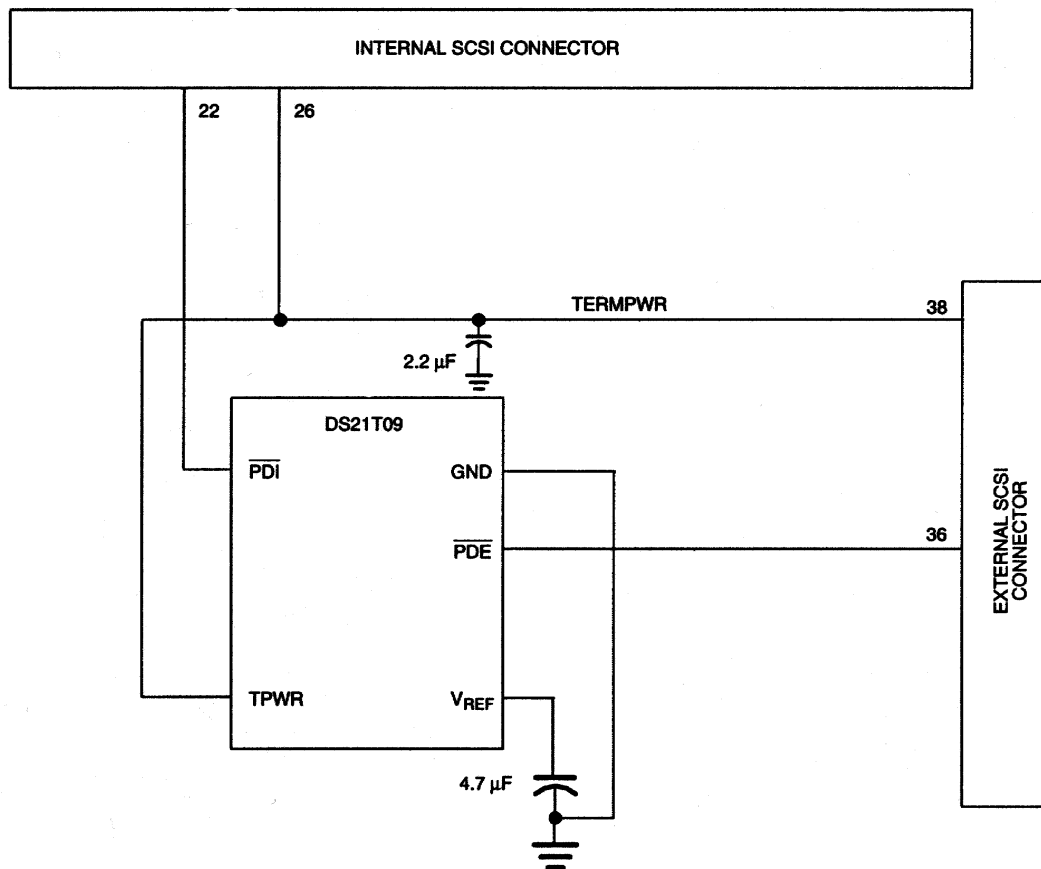 INTERNAL SCSI CONNECTOR
22 26
TERMPWR 38
2.2 µF
DS21T09
PDI GND
PDE 36
EXTERNAL SCSI
CONNECTOR
TPWR VREF
4.7 µF